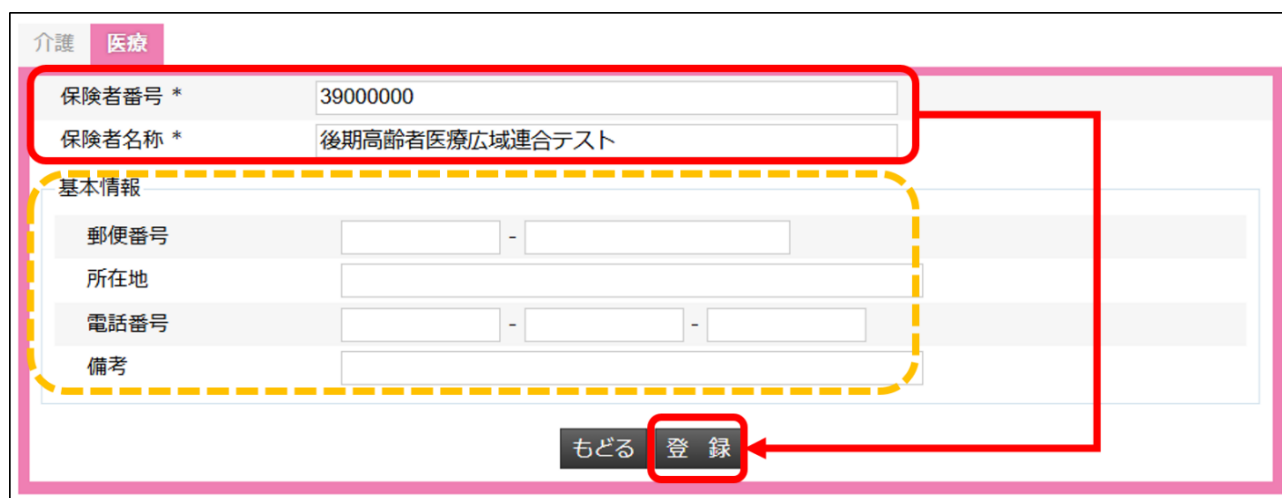 介護 医療
保険者番号 * 39000000
保険者名称 * 後期高齢者医療広域連合テスト
基本情報
郵便番号 -
所在地
電話番号 - -
備考
もどる 登 録